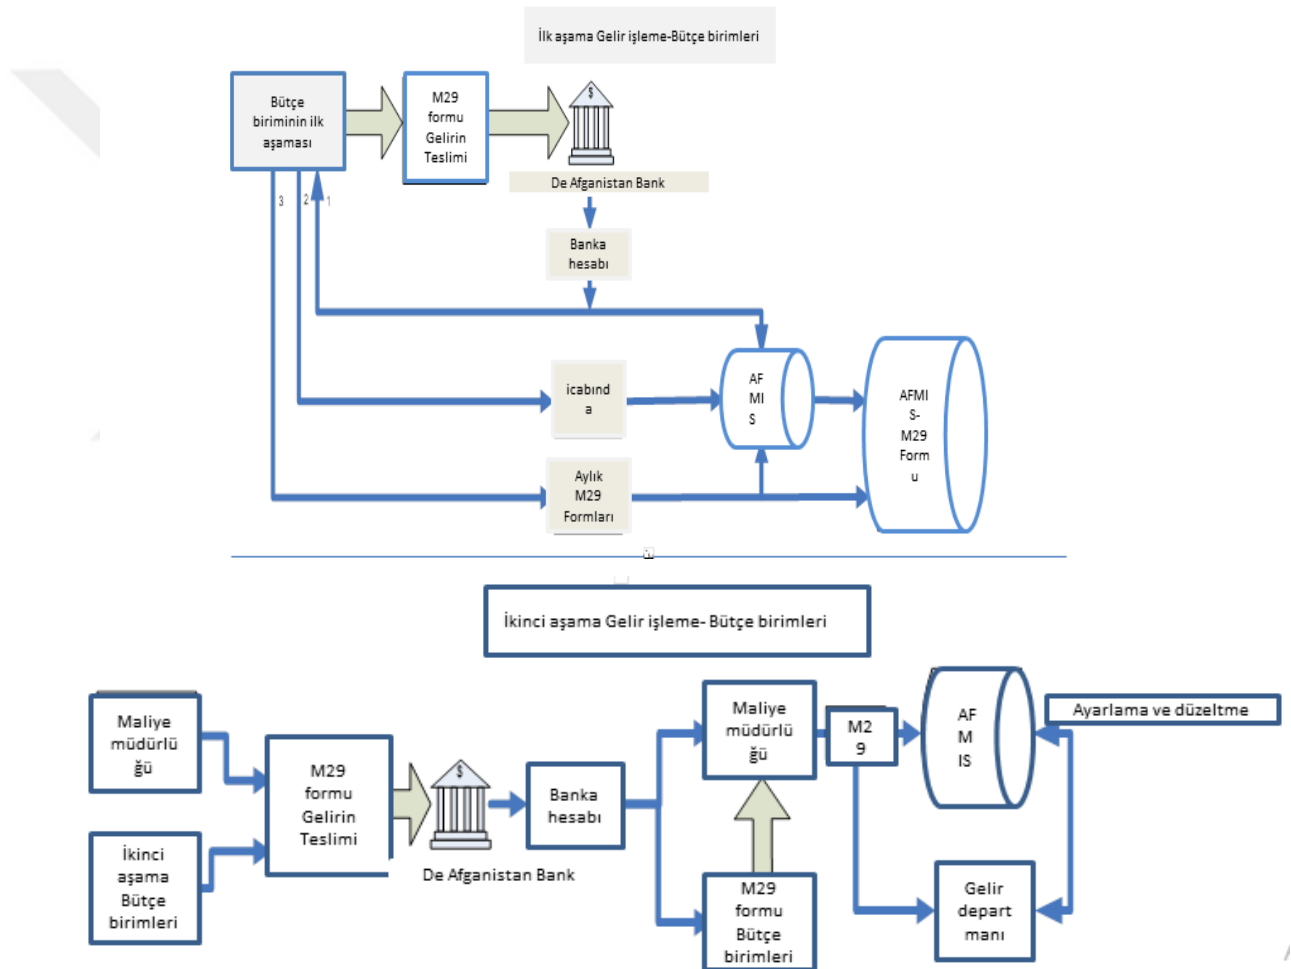 İlk aşama Gelir işleme-Bütçe birimleri
Bütçe
biriminin ilk
aşaması
M29
formu
Gelirin
Teslimi
$
De Afganistan Bank
3
2
1
Banka
hesabı
icabınd
a
AF
MI
S
AFMI
S-
M29
Form
u
Aylık
M29
Formları
İkinci aşama Gelir işleme- Bütçe birimleri
Maliye
müdürlü
ğü
İkinci
aşama
Bütçe
birimleri
M29
formu
Gelirin
Teslimi
$
De Afganistan Bank
Banka
hesabı
Maliye
müdürlü
ğü
M29
formu
Bütçe
birimleri
M2
9
AF
M
IS
Ayarlama ve düzeltme
Gelir
depart
manı